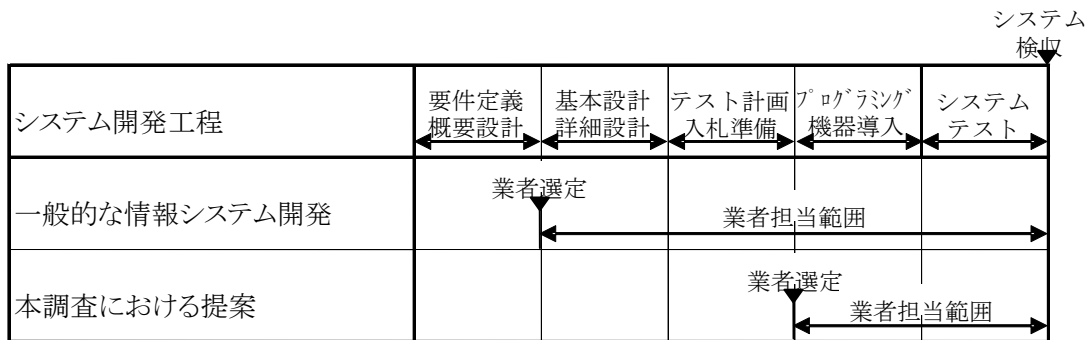 システム
検収
システム開発工程
要件定義
概要設計
基本設計
詳細設計
テスト計画
入札準備
ﾌﾟﾛｸﾞﾗﾐﾝｸﾞ
機器導入
システム
テスト
一般的な情報システム開発
業者選定
業者担当範囲
本調査における提案
業者選定
業者担当範囲